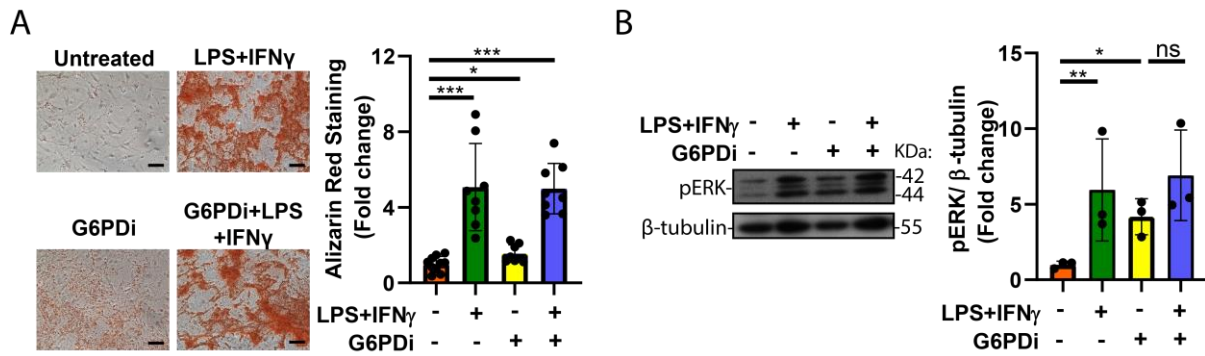 A
Untreated
LPS+IFNγ
G6PDi
G6PDi+LPS
+IFNγ
Alizarin Red Staining
(Fold change)
12
8
4
0
***
*
***
LPS+IFNγ
- + - +
G6PDi
- - + +
B
LPS+IFNγ - + - +
G6PDi - - + + KDa:
pERK-
-42
-44
β-tubulin-
-55
pERK/ β-tubulin
(Fold change)
15
10
5
0
* ns
**
LPS+IFNγ - + - +
G6PDi - - + +